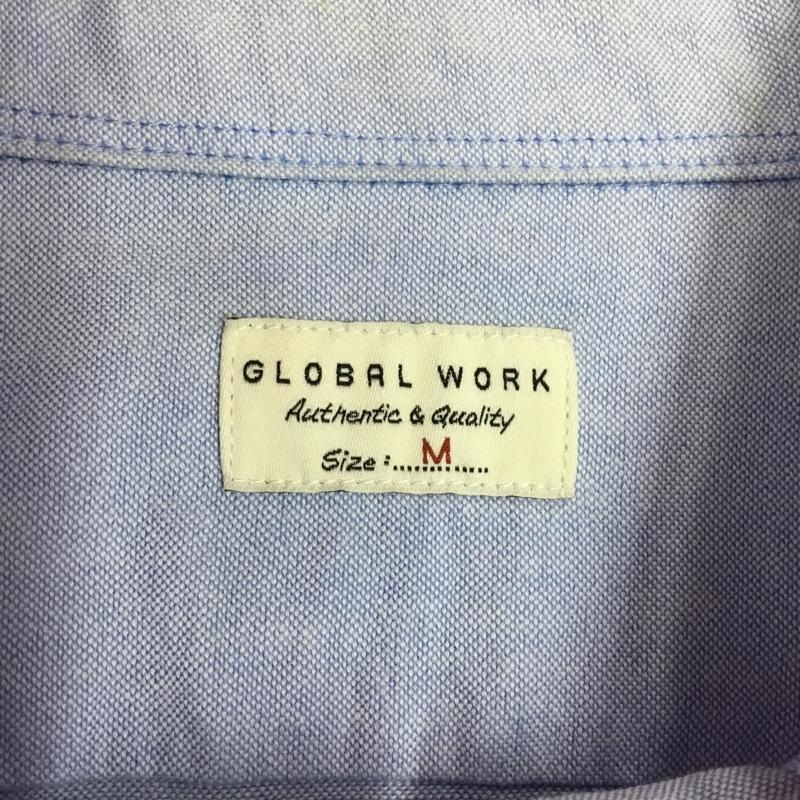 GLOBAL WORK
Authentic & Quality
Size:....M....